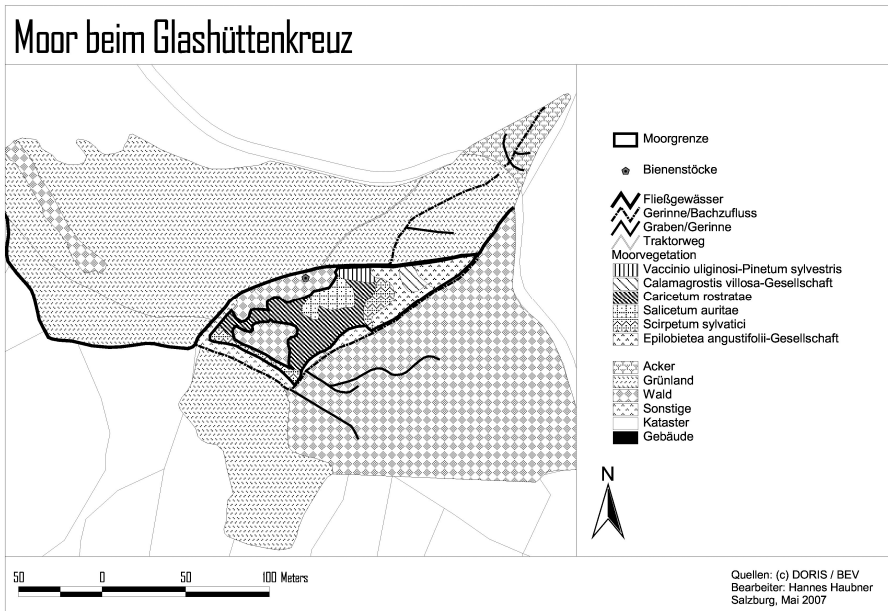 Moor beim Glashüttenkreuz
Moorgrenze
Bienenstöcke
Fließgewässer
Gerinne/Bachzufluss
Graben/Gerinne
Traktorweg
Moorvegetation
Vaccinio uliginosi-Pinetum sylvestris
Calamagrostis villosa-Gesellschaft
Caricetum rostratae
Salicetum auritae
Scirpetum sylvatici
Epilobietea angustifolii-Gesellschaft
Acker
Grünland
Wald
Sonstige
Kataster
Gebäude
N
50 0 50 100 Meters
Quellen: (c) DORIS / BEV
Bearbeiter: Hannes Haubner
Salzburg, Mai 2007